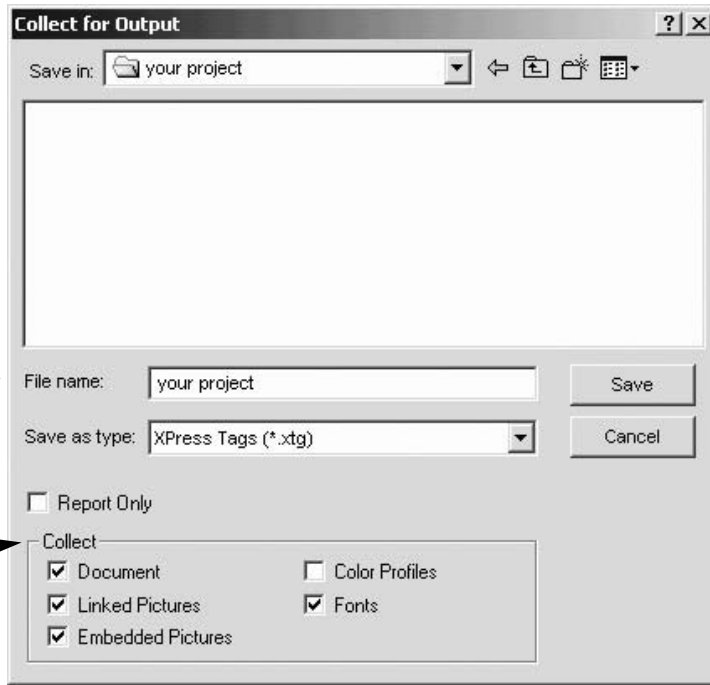 Collect for Output
Save in: your project
File name: your project Save
Save as type: XPress Tags (*.xtg) Cancel
Report Only
Collect
Document Color Profiles
Linked Pictures Fonts
Embedded Pictures